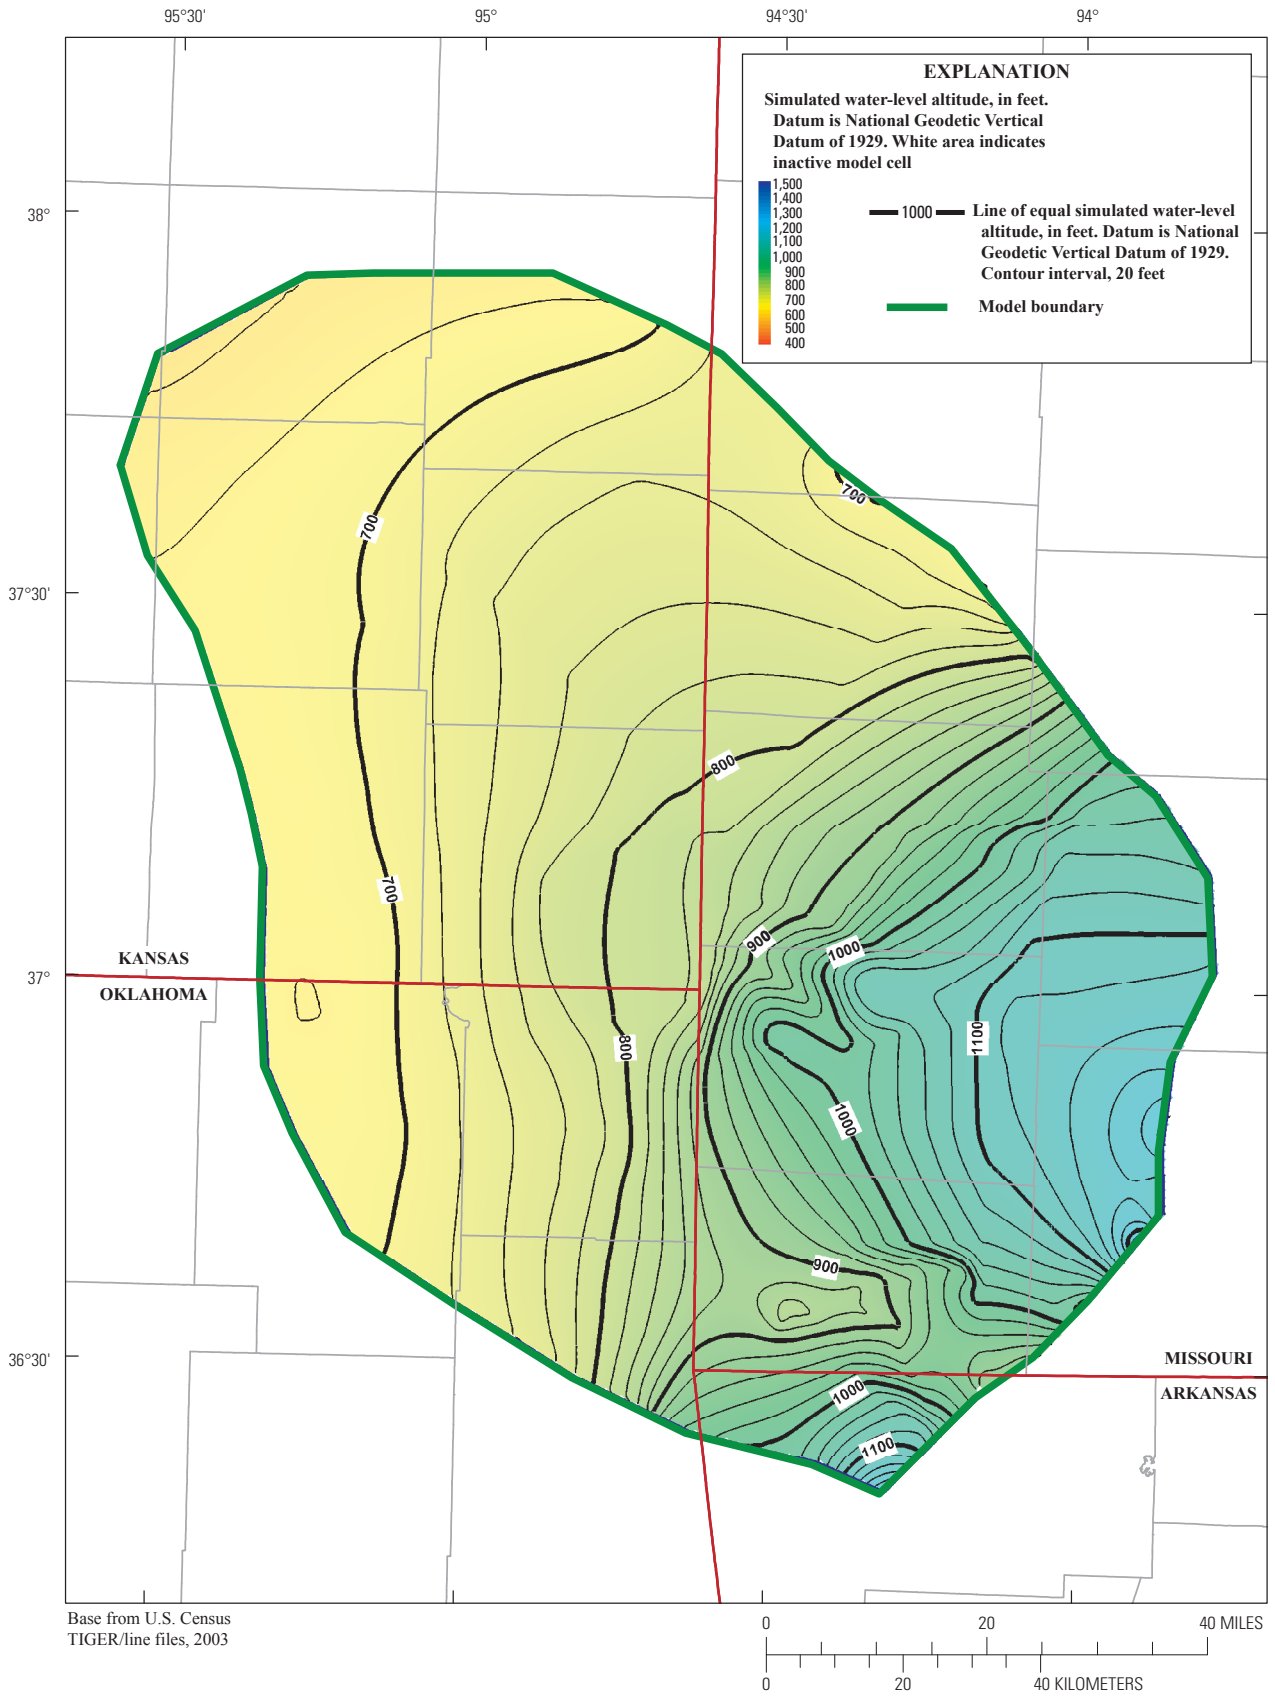 95°30'
95°
94°30'
94°
EXPLANATION
Simulated water-level altitude, in feet.
Datum is National Geodetic Vertical
Datum of 1929. White area indicates
inactive model cell
1,500
1,400
1,300
1,200
1,100
1,000
900
800
700
600
500
400
1000
Line of equal simulated water-level
altitude, in feet. Datum is National
Geodetic Vertical Datum of 1929.
Contour interval, 20 feet
Model boundary
38°
700
700
37°30'
800
700
900
1000
KANSAS
37°
OKLAHOMA
800
1100
1000
900
36°30'
MISSOURI
ARKANSAS
1000
1100
Base from U.S. Census
TIGER/line files, 2003
0 20 40 MILES
0 20 40 KILOMETERS